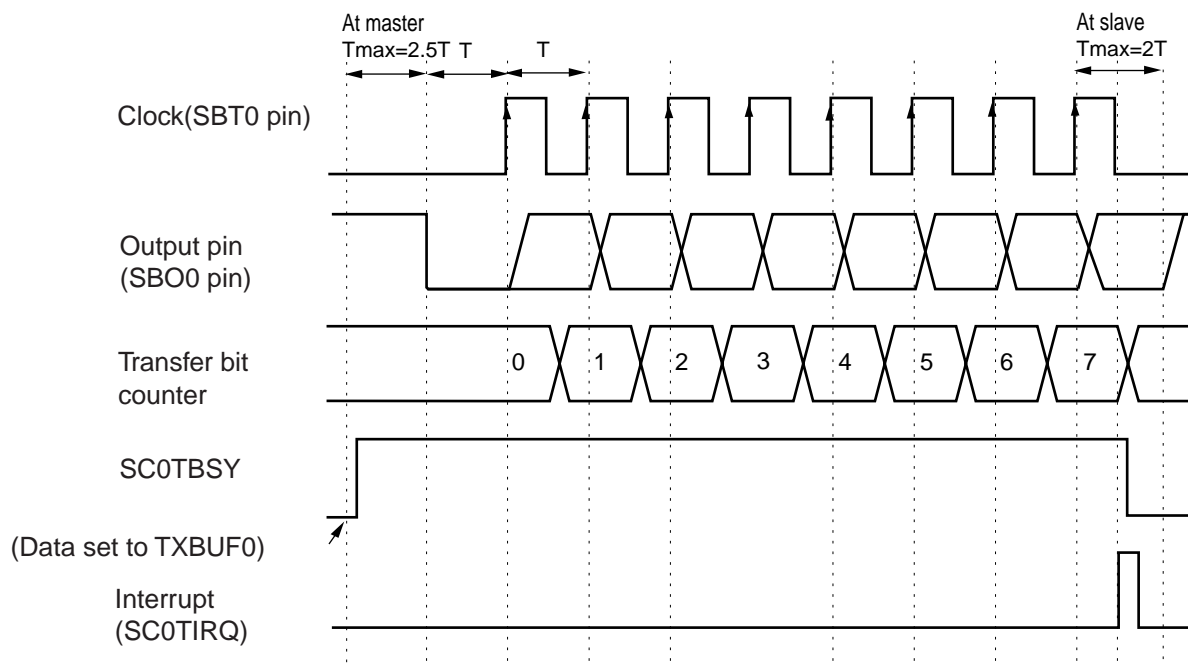 At master
Tmax=2.5T T T
At slave
Tmax=2T
Clock(SBT0 pin)
Output pin
(SBO0 pin)
Transfer bit
counter
0 1 2 3 4 5 6 7
SC0TBSY
(Data set to TXBUF0)
Interrupt
(SC0TIRQ)